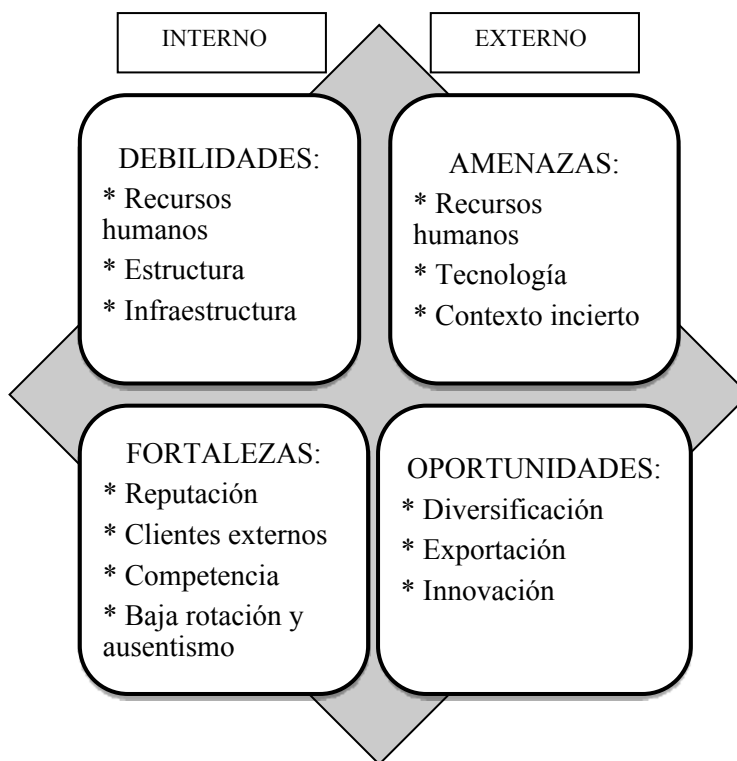 INTERNO
EXTERNO
DEBILIDADES:
* Recursos
humanos
* Estructura
* Infraestructura
AMENAZAS:
* Recursos
humanos
* Tecnología
* Contexto incierto
FORTALEZAS:
* Reputación
* Clientes externos
* Competencia
* Baja rotación y
ausentismo
OPORTUNIDADES:
* Diversificación
* Exportación
* Innovación